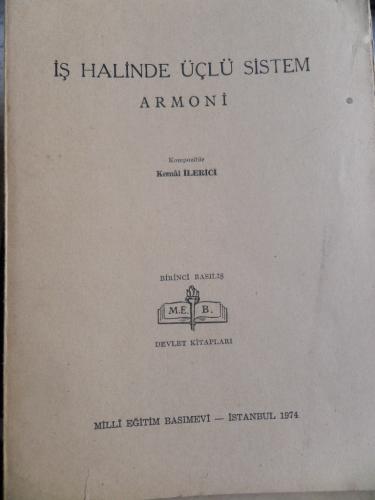 İŞ HALİNDE ÜÇLÜ SİSTEM
ARMONİ
Kompozitör
Kemâl İLERİCİ
BİRİNCİ BASILIŞ
M.E. B.
DEVLET KİTAPLARI
MİLLÎ EĞİTİM BASIMEVİ — İSTANBUL 1974